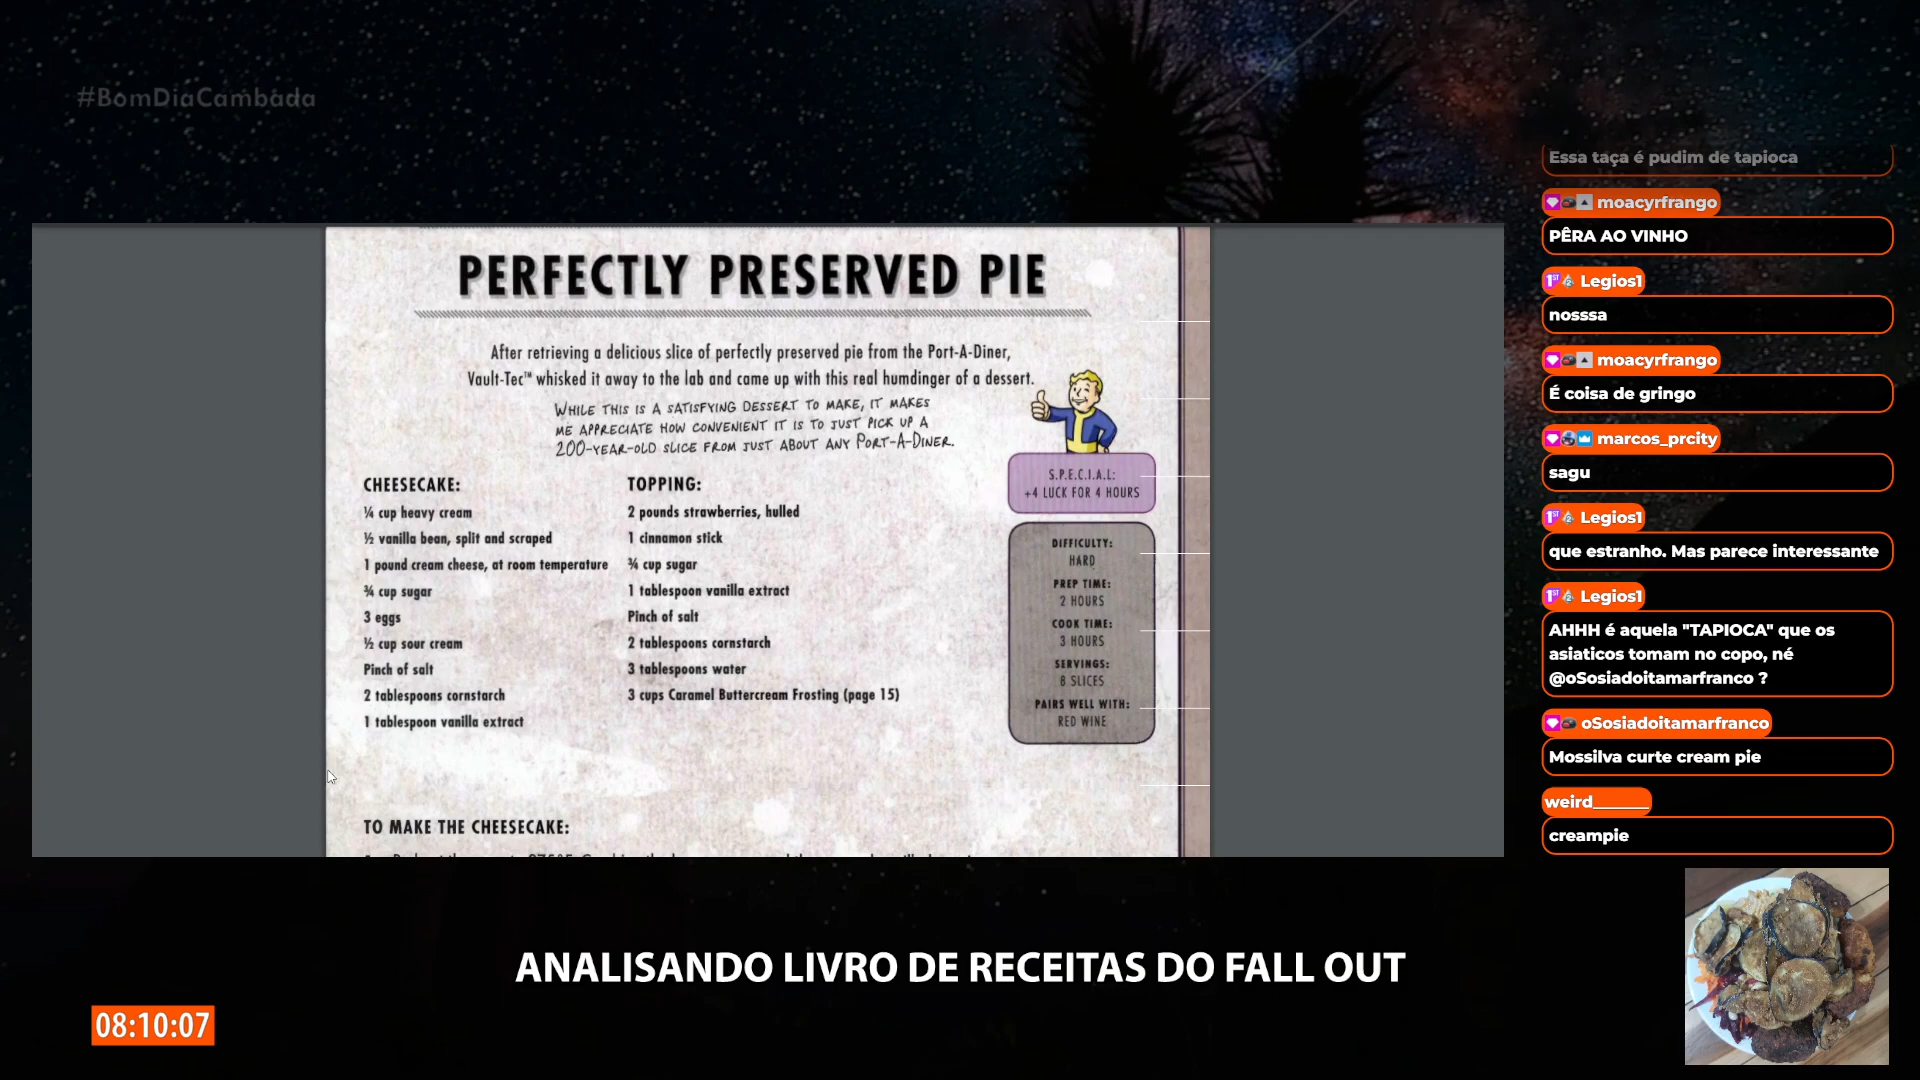 #BomDiaCambada
PERFECTLY PRESERVED PIE
After retrieving a delicious slice of perfectly preserved pie from the Port-A-Diner,
Vault-Tec™ whisked it away to the lab and came up with this real humdinger of a dessert.
WHILE THIS IS A SATISFYING DESSERT TO MAKE, IT MAKES
ME APPRECIATE HOW CONVENIENT IT IS TO JUST PICK UP A
200-YEAR-OLD SLICE FROM JUST ABOUT ANY PORT-A-DINER.
CHEESECAKE:
¼ cup heavy cream
½ vanilla bean, split and scraped
1 pound cream cheese, at room temperature
¾ cup sugar
3 eggs
½ cup sour cream
Pinch of salt
2 tablespoons cornstarch
1 tablespoon vanilla extract
TOPPING:
2 pounds strawberries, hulled
1 cinnamon stick
¾ cup sugar
1 tablespoon vanilla extract
Pinch of salt
2 tablespoons cornstarch
3 tablespoons water
3 cups Caramel Buttercream Frosting (page 15)
S.P.E.C.I.A.L:
+4 LUCK FOR 4 HOURS
DIFFICULTY:
HARD
PREP TIME:
2 HOURS
COOK TIME:
3 HOURS
SERVINGS:
8 SLICES
PAIRS WELL WITH:
RED WINE
TO MAKE THE CHEESECAKE:
Essa taça é pudim de tapioca
moacyrfrango
PÊRA AO VINHO
1ST Legios1
nosssa
moacyrfrango
É coisa de gringo
marcos_prcity
sagu
1ST Legios1
que estranho. Mas parece interessante
1ST Legios1
AHHH é aquela "TAPIOCA" que os
asiaticos tomam no copo, né
@oSosiadoitamarfranco ?
oSosiadoitamarfranco
Mossilva curte cream pie
weird_______
creampie
ANALISANDO LIVRO DE RECEITAS DO FALL OUT
08:10:07